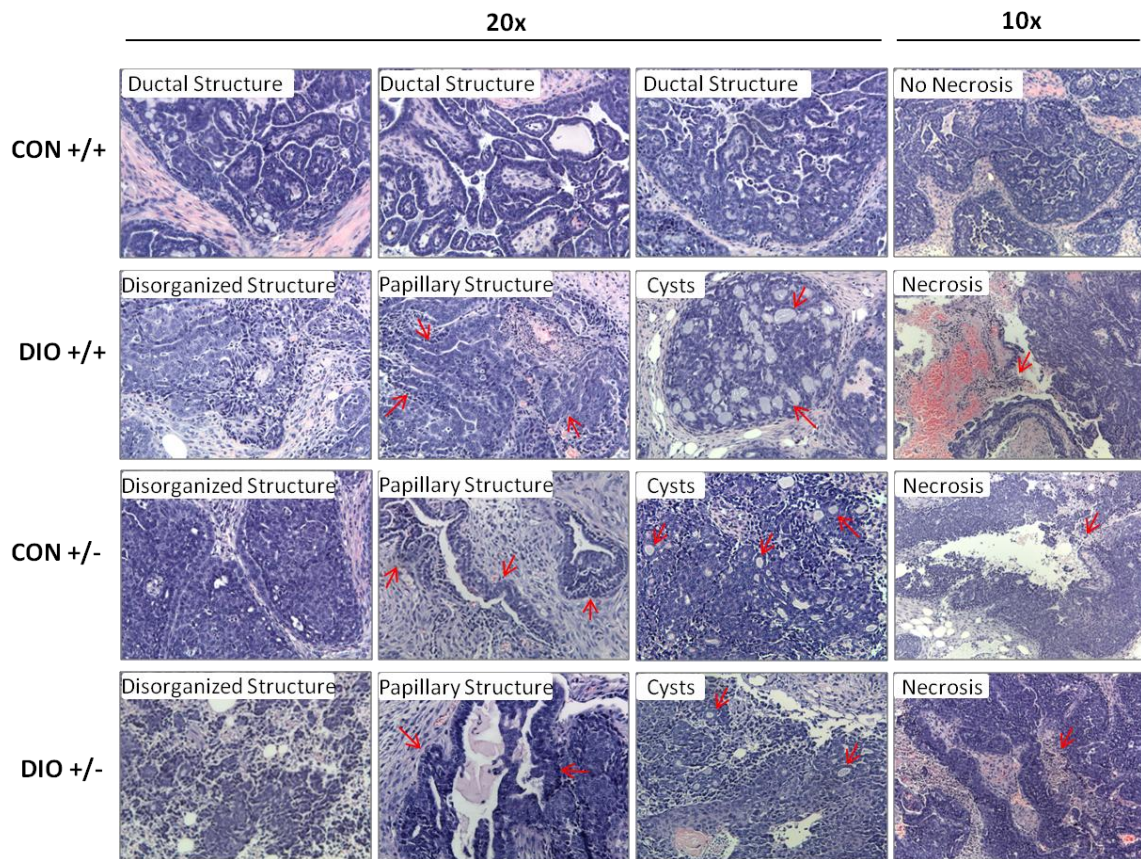 20x
10x
CON +/+
Ductal Structure
Ductal Structure
Ductal Structure
No Necrosis
DIO +/+
Disorganized Structure
Papillary Structure
Cysts
Necrosis
CON +/-
Disorganized Structure
Papillary Structure
Cysts
Necrosis
DIO +/-
Disorganized Structure
Papillary Structure
Cysts
Necrosis